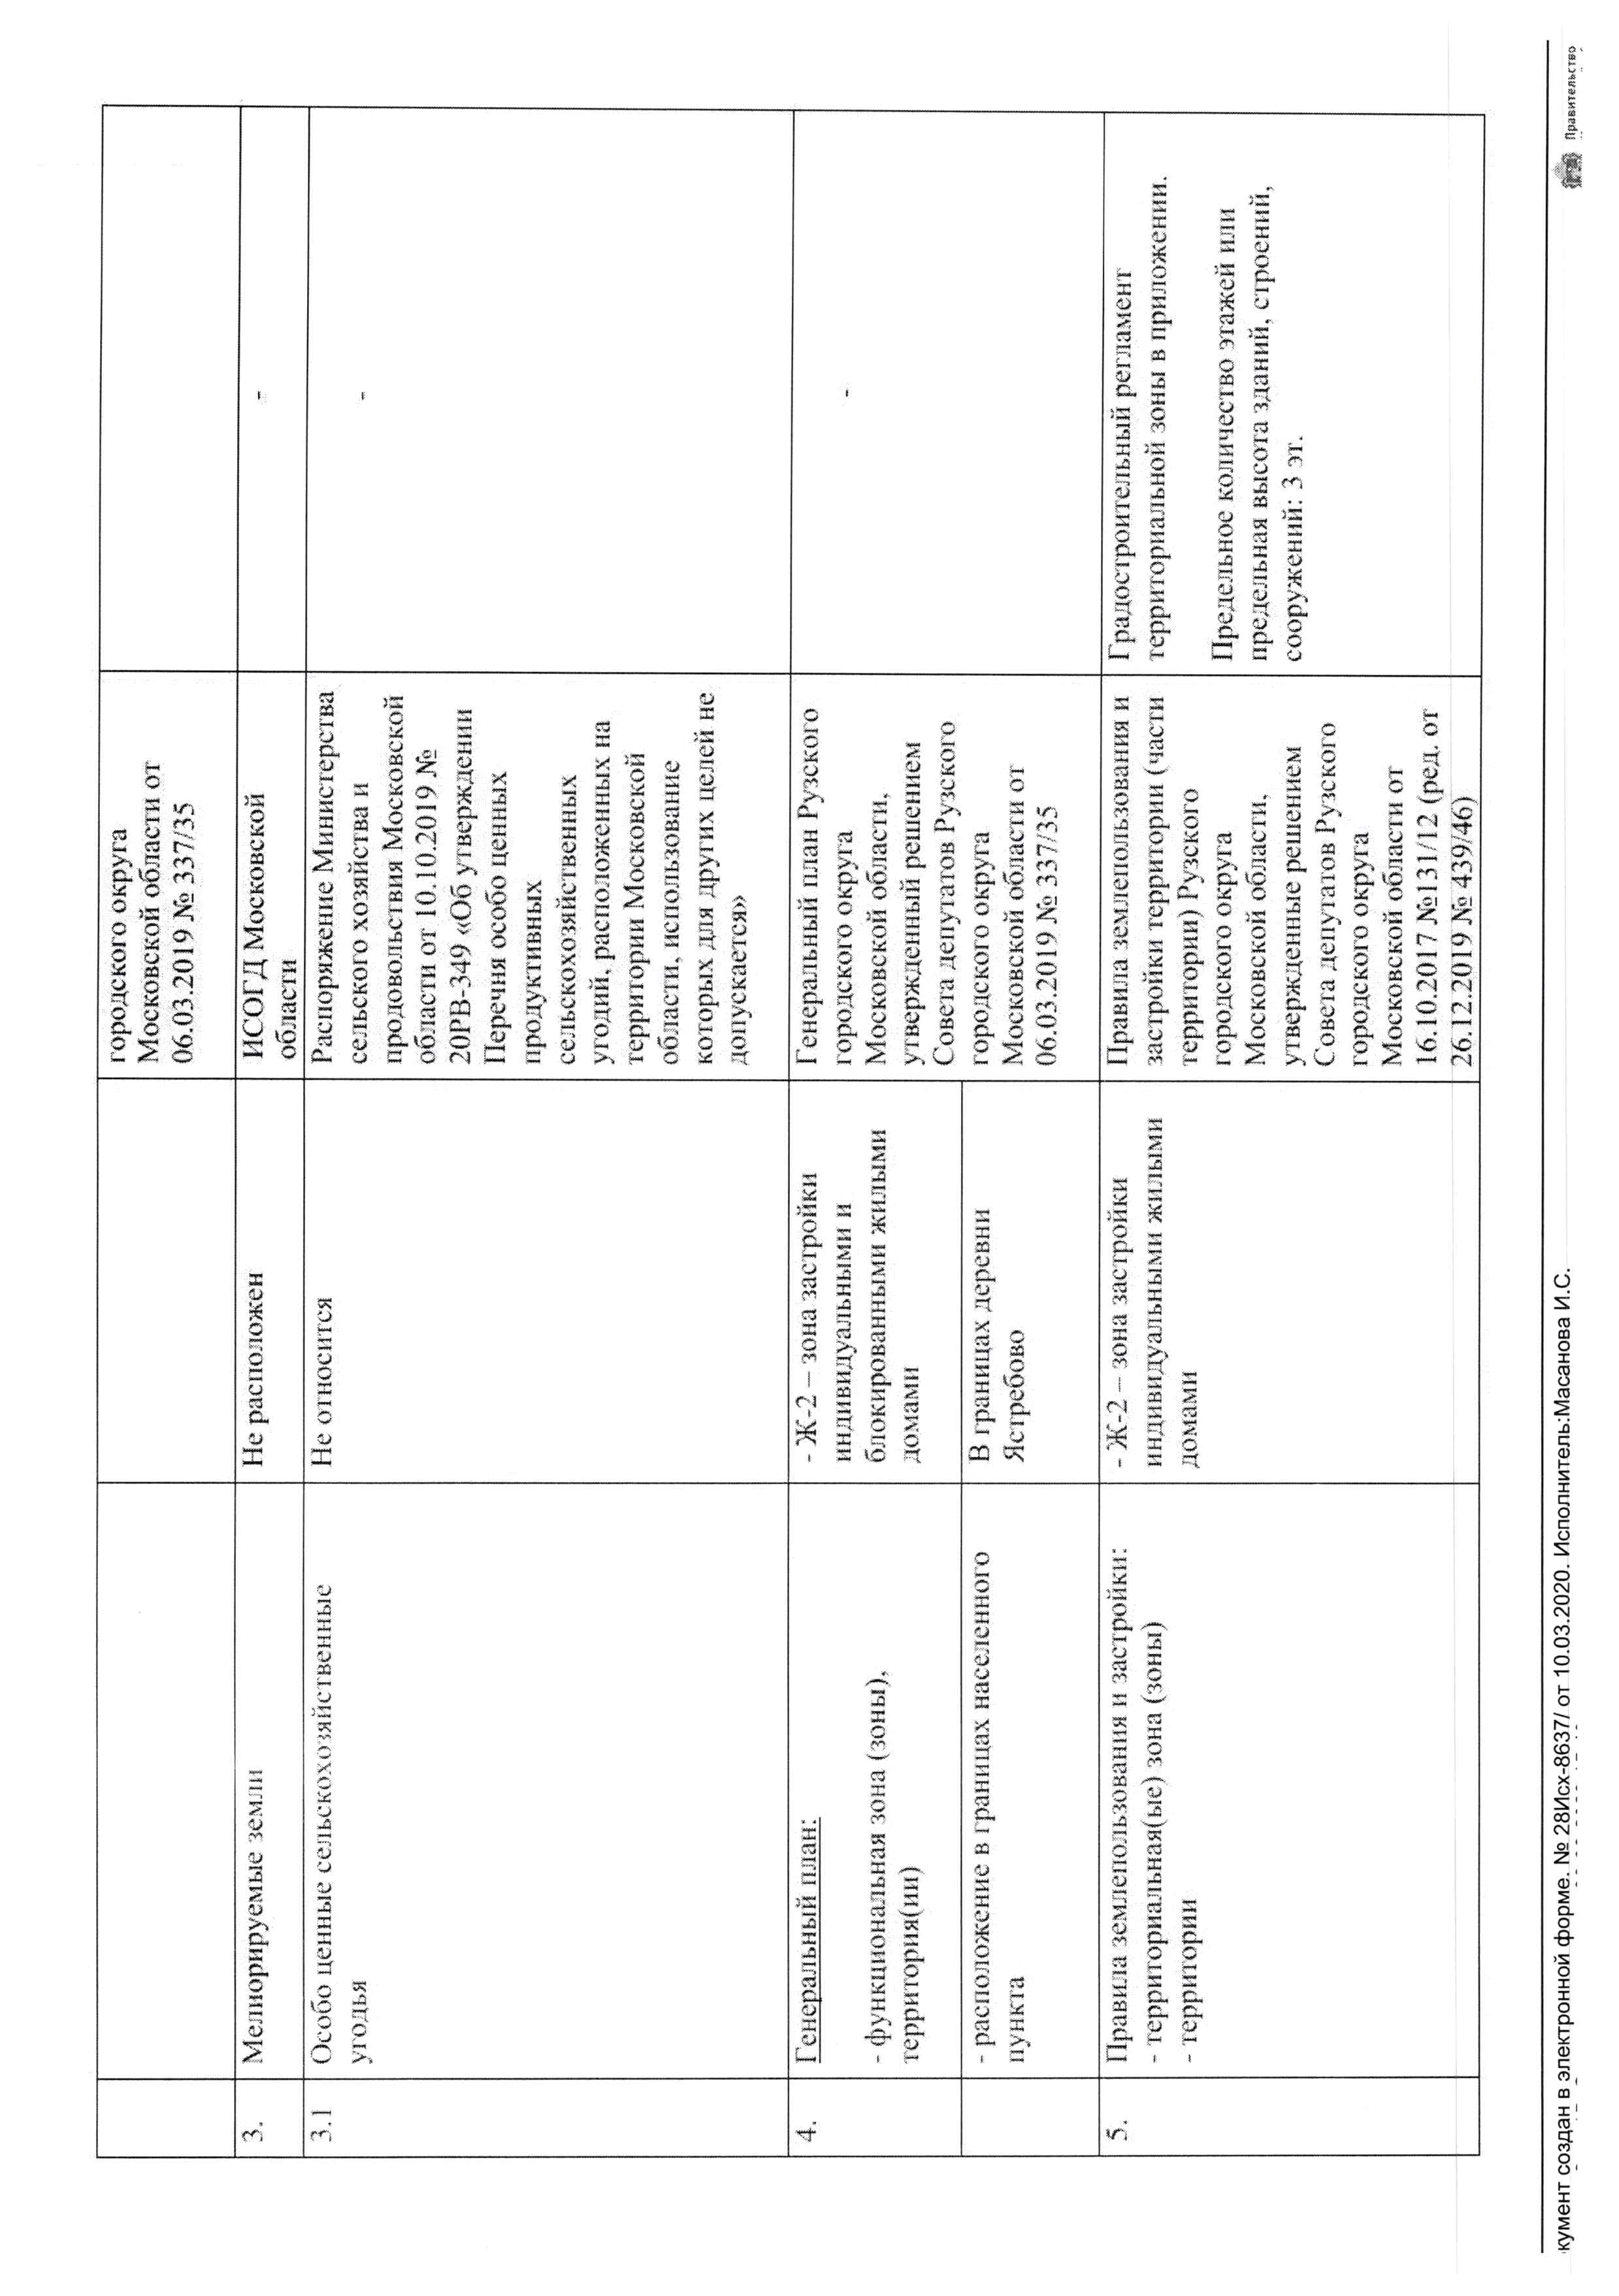 городского округа
Московской области от
06.03.2019 № 337/35
3.
Мелиорируемые земли
Не расположен
ИСОГД Московской
области
-
3.1
Особо ценные сельскохозяйственные
угодья
Не относится
Распоряжение Министерства
сельского хозяйства и
продовольствия Московской
области от 10.10.2019 №
20РВ-349 «Об утверждении
Перечня особо ценных
продуктивных
сельскохозяйственных
угодий, расположенных на
территории Московской
области, использование
которых для других целей не
допускается»
-
4.
Генеральный план:
- функциональная зона (зоны),
территория(ии)
- Ж-2 – зона застройки
индивидуальными и
блокированными жилыми
домами
Генеральный план Рузского
городского округа
Московской области,
утвержденный решением
Совета депутатов Рузского
городского округа
Московской области от
06.03.2019 № 337/35
-
- расположение в границах населенного
пункта
В границах деревни
Ястребово
5.
Правила землепользования и застройки:
- территориальная(ые) зона (зоны)
- территории
- Ж-2 – зона застройки
индивидуальными жилыми
домами
Правила землепользования и
застройки территории (части
территории) Рузского
городского округа
Московской области,
утвержденные решением
Совета депутатов Рузского
городского округа
Московской области от
16.10.2017 №131/12 (ред. от
26.12.2019 № 439/46)
Градостроительный регламент
территориальной зоны в приложении.
Предельное количество этажей или
предельная высота зданий, строений,
сооружений: 3 эт.
кумент создан в электронной форме. № 28Исх-8637/ от 10.03.2020. Исполнитель:Масанова И.С.
Правительство